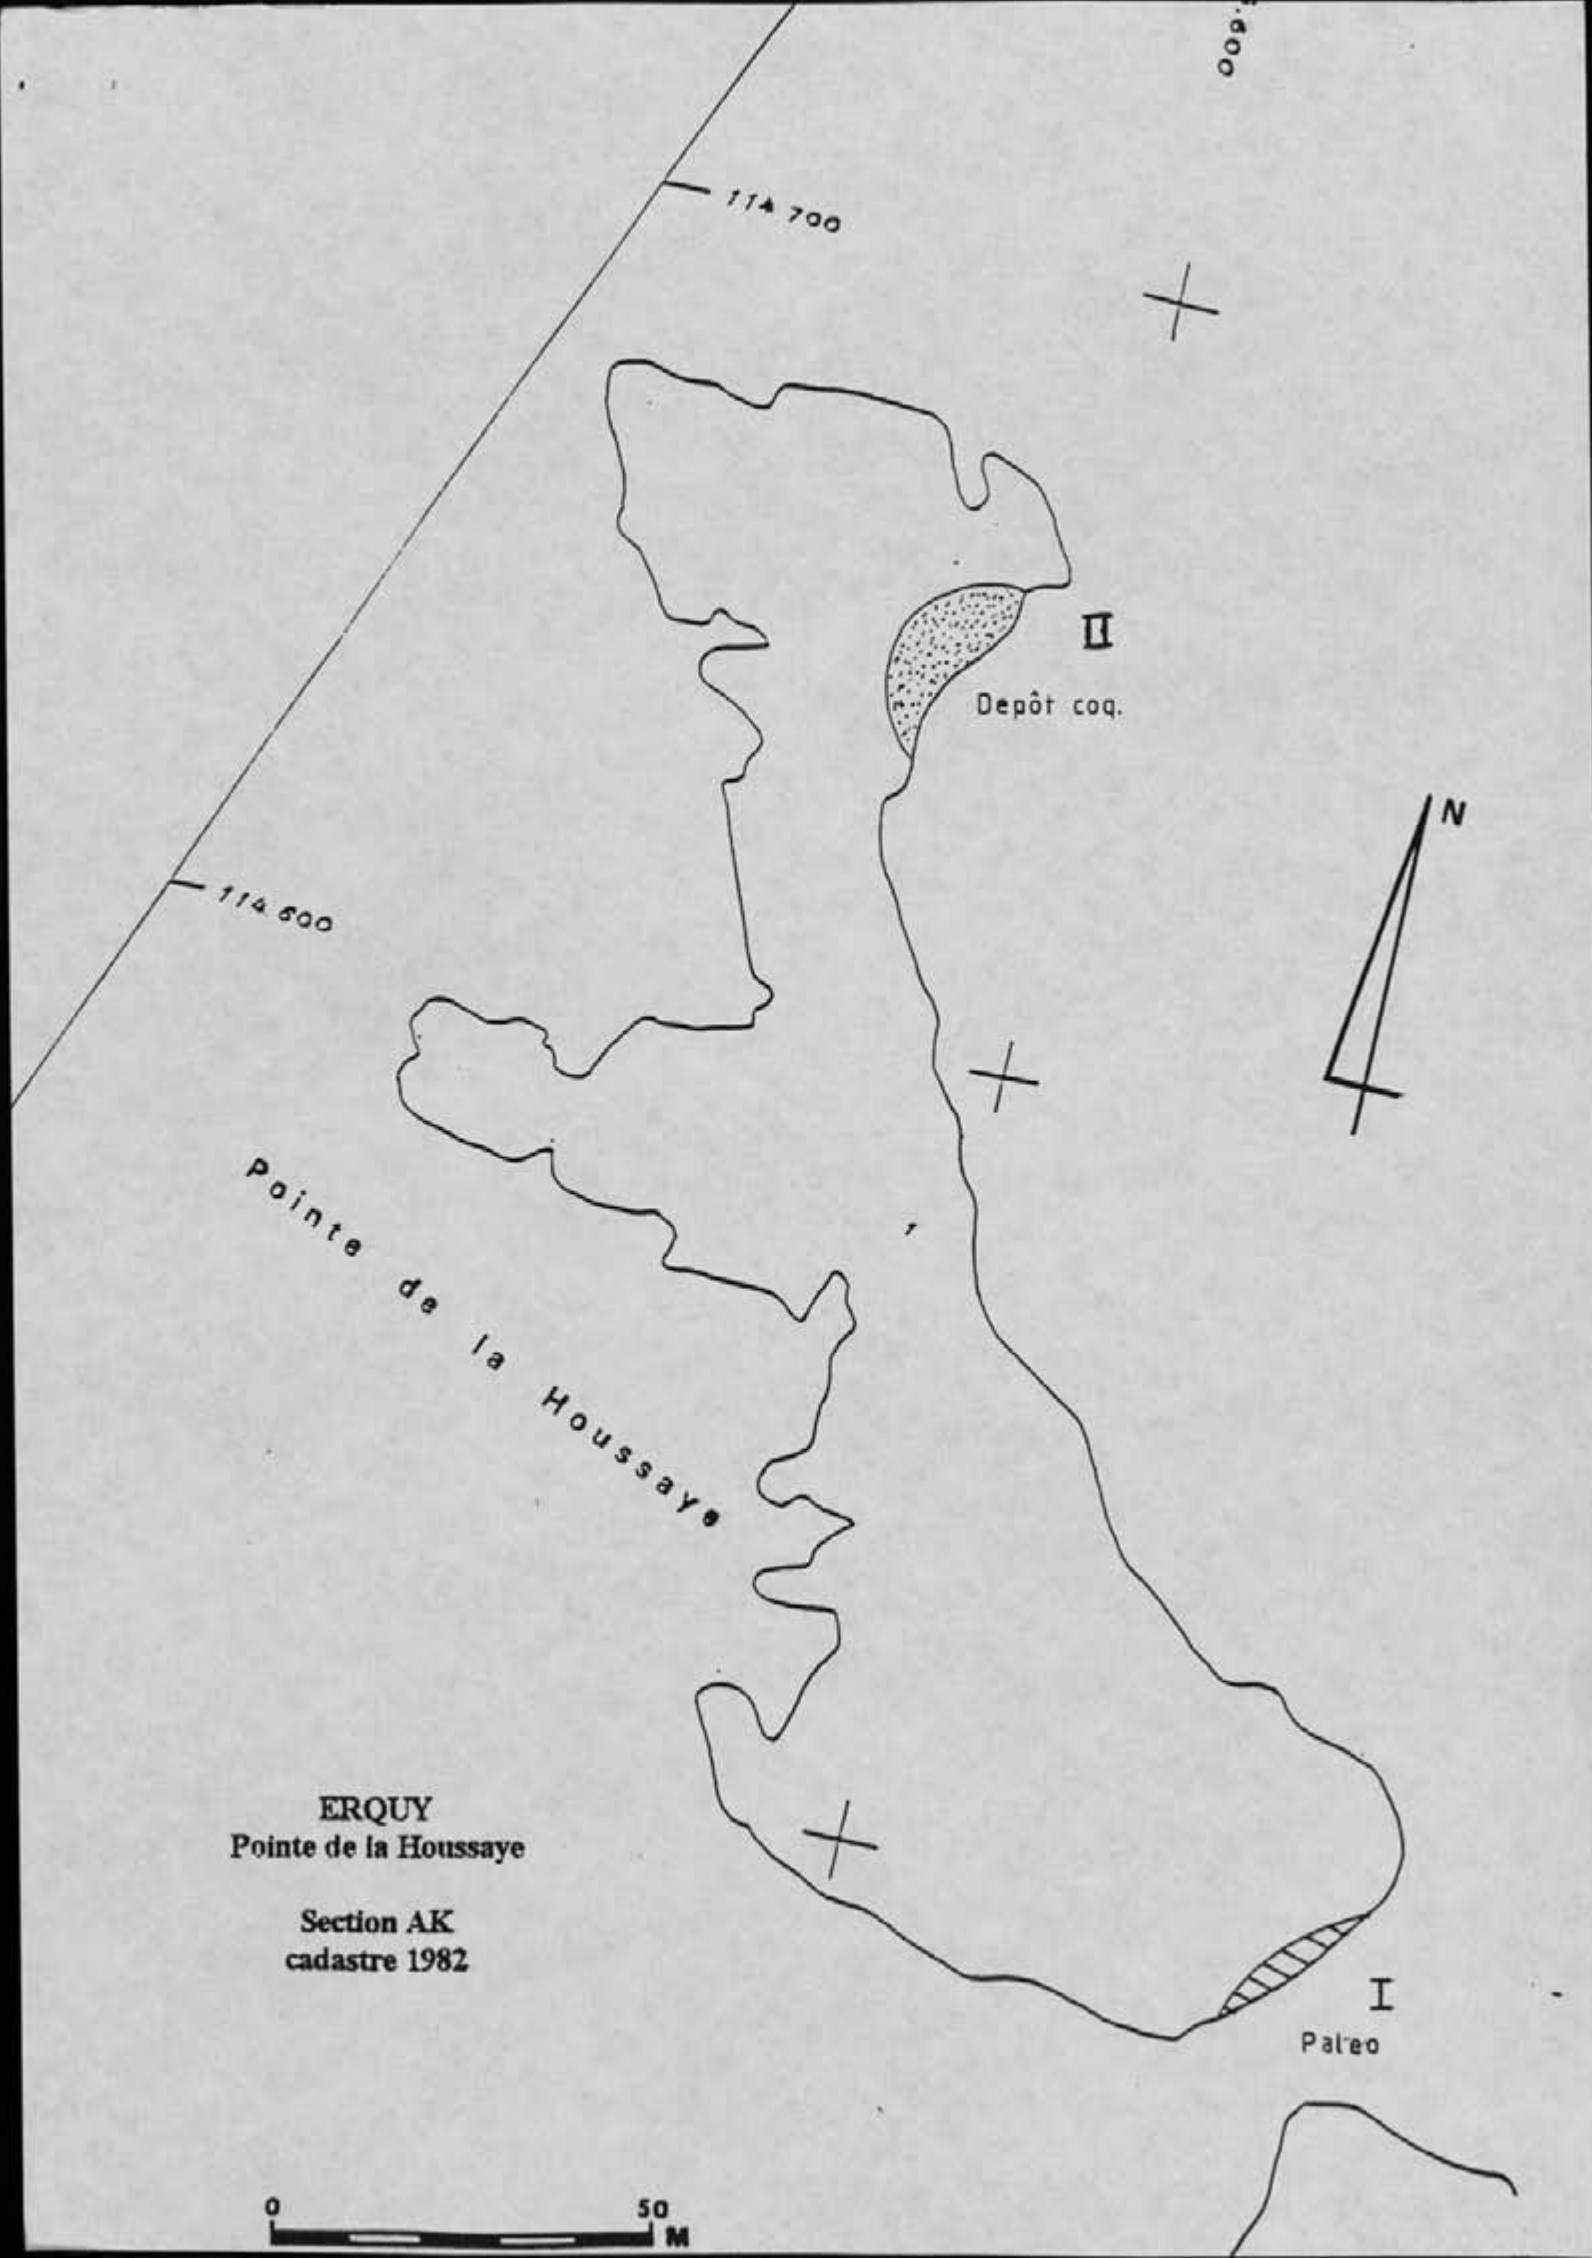 114.700
II
Depôt coq.
N
114.600
Pointe de la Houssaye
1
ERQUY
Pointe de la Houssaye
Section AK
cadastre 1982
I
Paleo
0 50
M